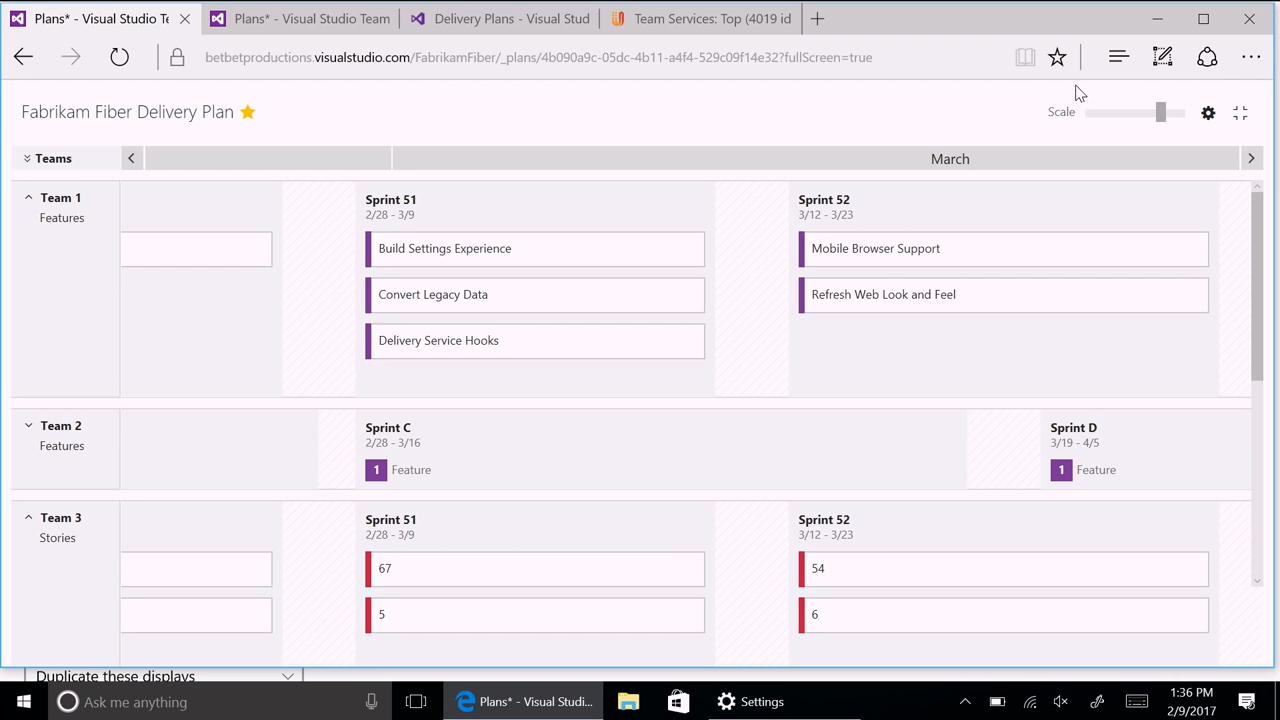 Plans* - Visual Studio Te
Plans* - Visual Studio Team
Delivery Plans - Visual Stud
Team Services: Top (4019 id
betbetproductions.visualstudio.com/FabrikamFiber/_plans/4b090a9c-05dc-4b11-a4f4-529c09f14e32?fullScreen=true
Fabrikam Fiber Delivery Plan
Scale
Teams
March
Team 1
Features
Sprint 51
2/28 - 3/9
Build Settings Experience
Convert Legacy Data
Delivery Service Hooks
Sprint 52
3/12 - 3/23
Mobile Browser Support
Refresh Web Look and Feel
Team 2
Features
Sprint C
2/28 - 3/16
1 Feature
Sprint D
3/19 - 4/5
1 Feature
Team 3
Stories
Sprint 51
2/28 - 3/9
67
5
Sprint 52
3/12 - 3/23
54
6
Duplicate these displays
Ask me anything
Plans* - Visual Studi...
Settings
1:36 PM
2/9/2017